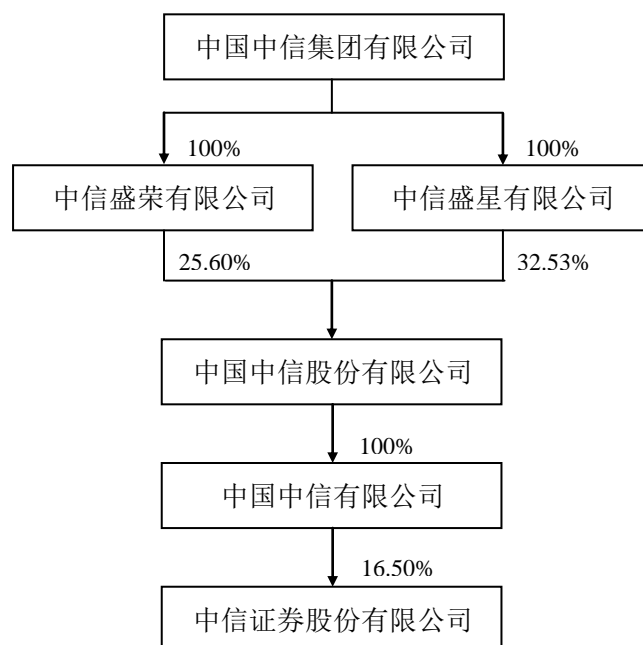 中国中信集团有限公司
100%
100%
中信盛荣有限公司
中信盛星有限公司
25.60%
32.53%
中国中信股份有限公司
100%
中国中信有限公司
16.50%
中信证券股份有限公司